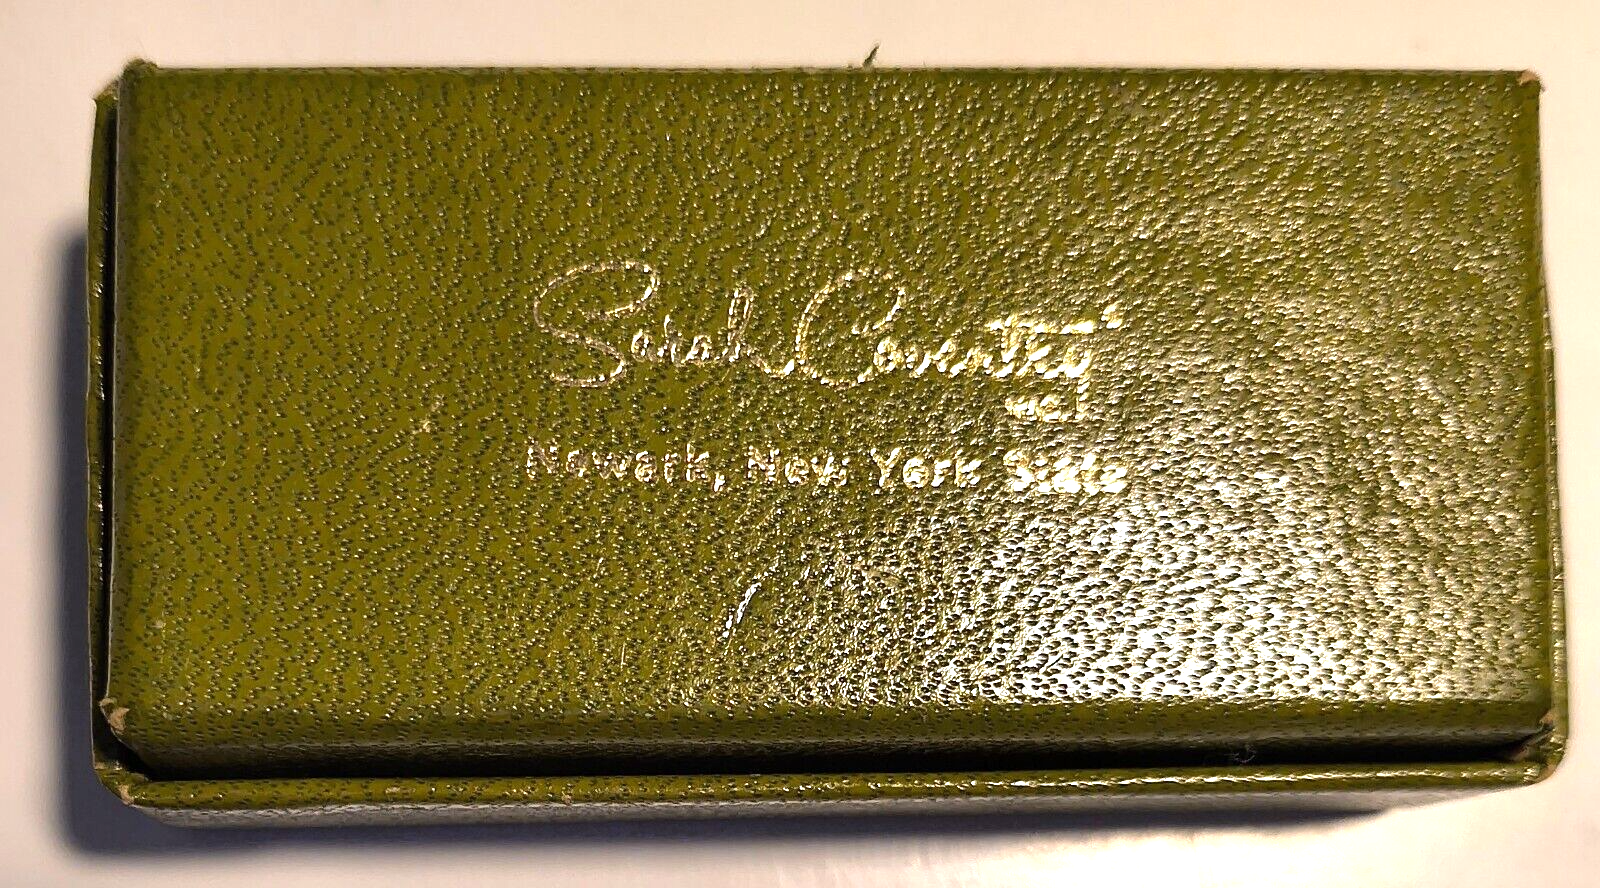 Sarah Coventry
Newark, New York State